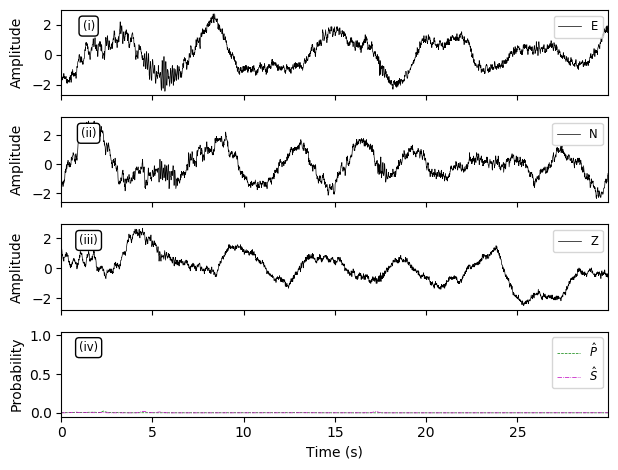 Amplitude
2
0
−2
(i)
E
Amplitude
2
0
−2
(ii)
N
Amplitude
2
0
−2
(iii)
Z
Probability
1.0
0.5
0.0
(iv)
P̂
Ŝ
0 5 10 15 20 25
Time (s)